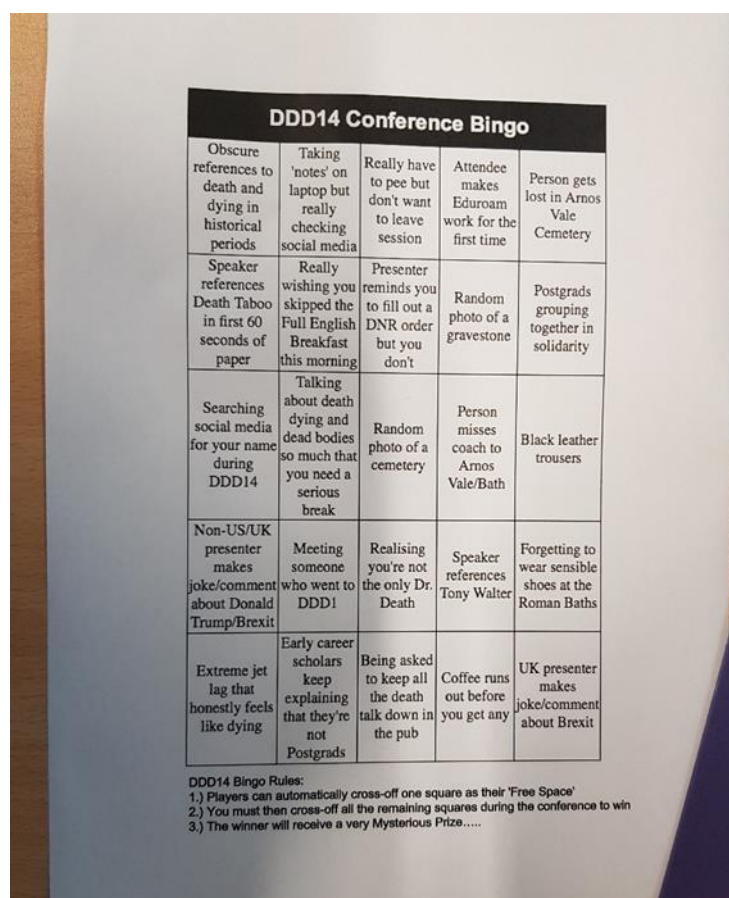 DDD14 Conference Bingo
Obscure
references to
death and
dying in
historical
periods
Taking
'notes' on
laptop but
really
checking
social media
Really have
to pee but
don't want
to leave
session
Attendee
makes
Eduroam
work for the
first time
Person gets
lost in Arnos
Vale
Cemetery
Speaker
references
Death Taboo
in first 60
seconds of
paper
Really
wishing you
skipped the
Full English
Breakfast
this morning
Presenter
reminds you
to fill out a
DNR order
but you
don't
Random
photo of a
gravestone
Postgrads
grouping
together in
solidarity
Searching
social media
for your name
during
DDD14
Talking
about death
dying and
dead bodies
so much that
you need a
serious
break
Random
photo of a
cemetery
Person
misses
coach to
Arnos
Vale/Bath
Black leather
trousers
Non-US/UK
presenter
makes
joke/comment
about Donald
Trump/Brexit
Meeting
someone
who went to
DDD1
Realising
you're not
the only Dr.
Death
Speaker
references
Tony Walter
Forgetting to
wear sensible
shoes at the
Roman Baths
Extreme jet
lag that
honestly feels
like dying
Early career
scholars
keep
explaining
that they're
not
Postgrads
Being asked
to keep all
the death
talk down in
the pub
Coffee runs
out before
you get any
UK presenter
makes
joke/comment
about Brexit
DDD14 Bingo Rules:
1.) Players can automatically cross-off one square as their 'Free Space'
2.) You must then cross-off all the remaining squares during the conference to win
3.) The winner will receive a very Mysterious Prize.....